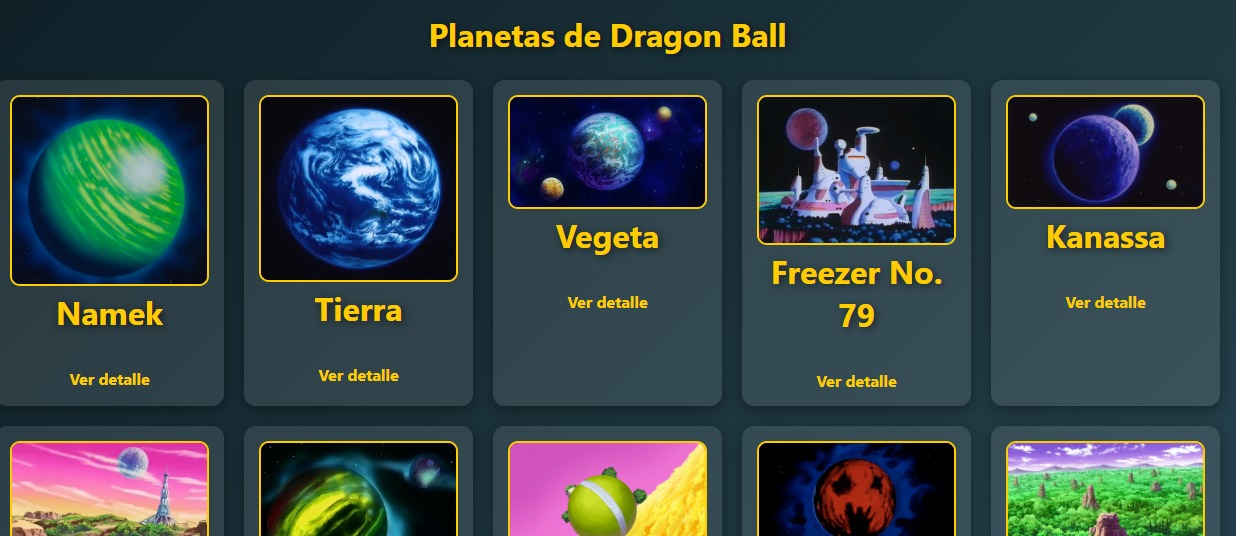 Planetas de Dragon Ball
Namek
Ver detalle
Tierra
Ver detalle
Vegeta
Ver detalle
Freezer No.
79
Ver detalle
Kanassa
Ver detalle